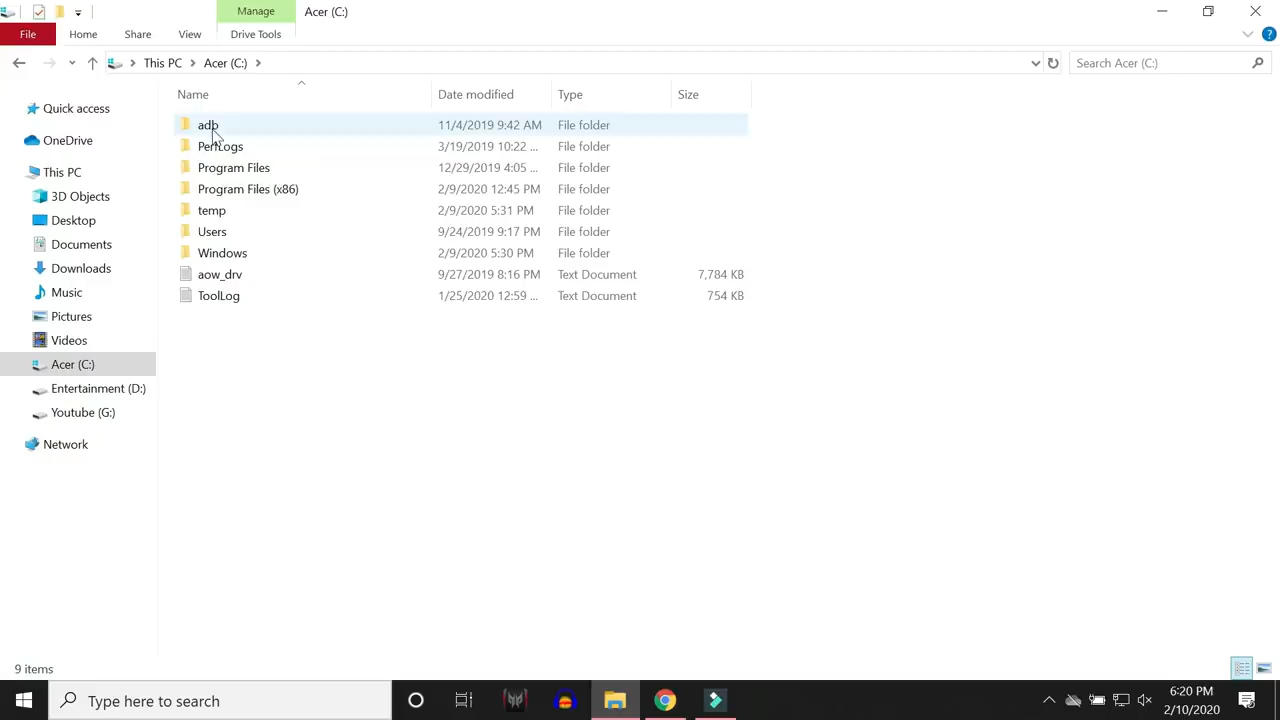 Manage
Acer (C:)
File
Home
Share
View
Drive Tools
This PC
Acer (C:)
Search Acer (C:)
Name
Date modified
Type
Size
Quick access
OneDrive
This PC
3D Objects
Desktop
Documents
Downloads
Music
Pictures
Videos
Acer (C:)
Entertainment (D:)
Youtube (G:)
Network
adb 11/4/2019 9:42 AM File folder
PerfLogs 3/19/2019 10:22 ... File folder
Program Files 12/29/2019 4:05 ... File folder
Program Files (x86) 2/9/2020 12:45 PM File folder
temp 2/9/2020 5:31 PM File folder
Users 9/24/2019 9:17 PM File folder
Windows 2/9/2020 5:30 PM File folder
aow_drv 9/27/2019 8:16 PM Text Document 7,784 KB
ToolLog 1/25/2020 12:59 ... Text Document 754 KB
9 items
Type here to search
6:20 PM
2/10/2020